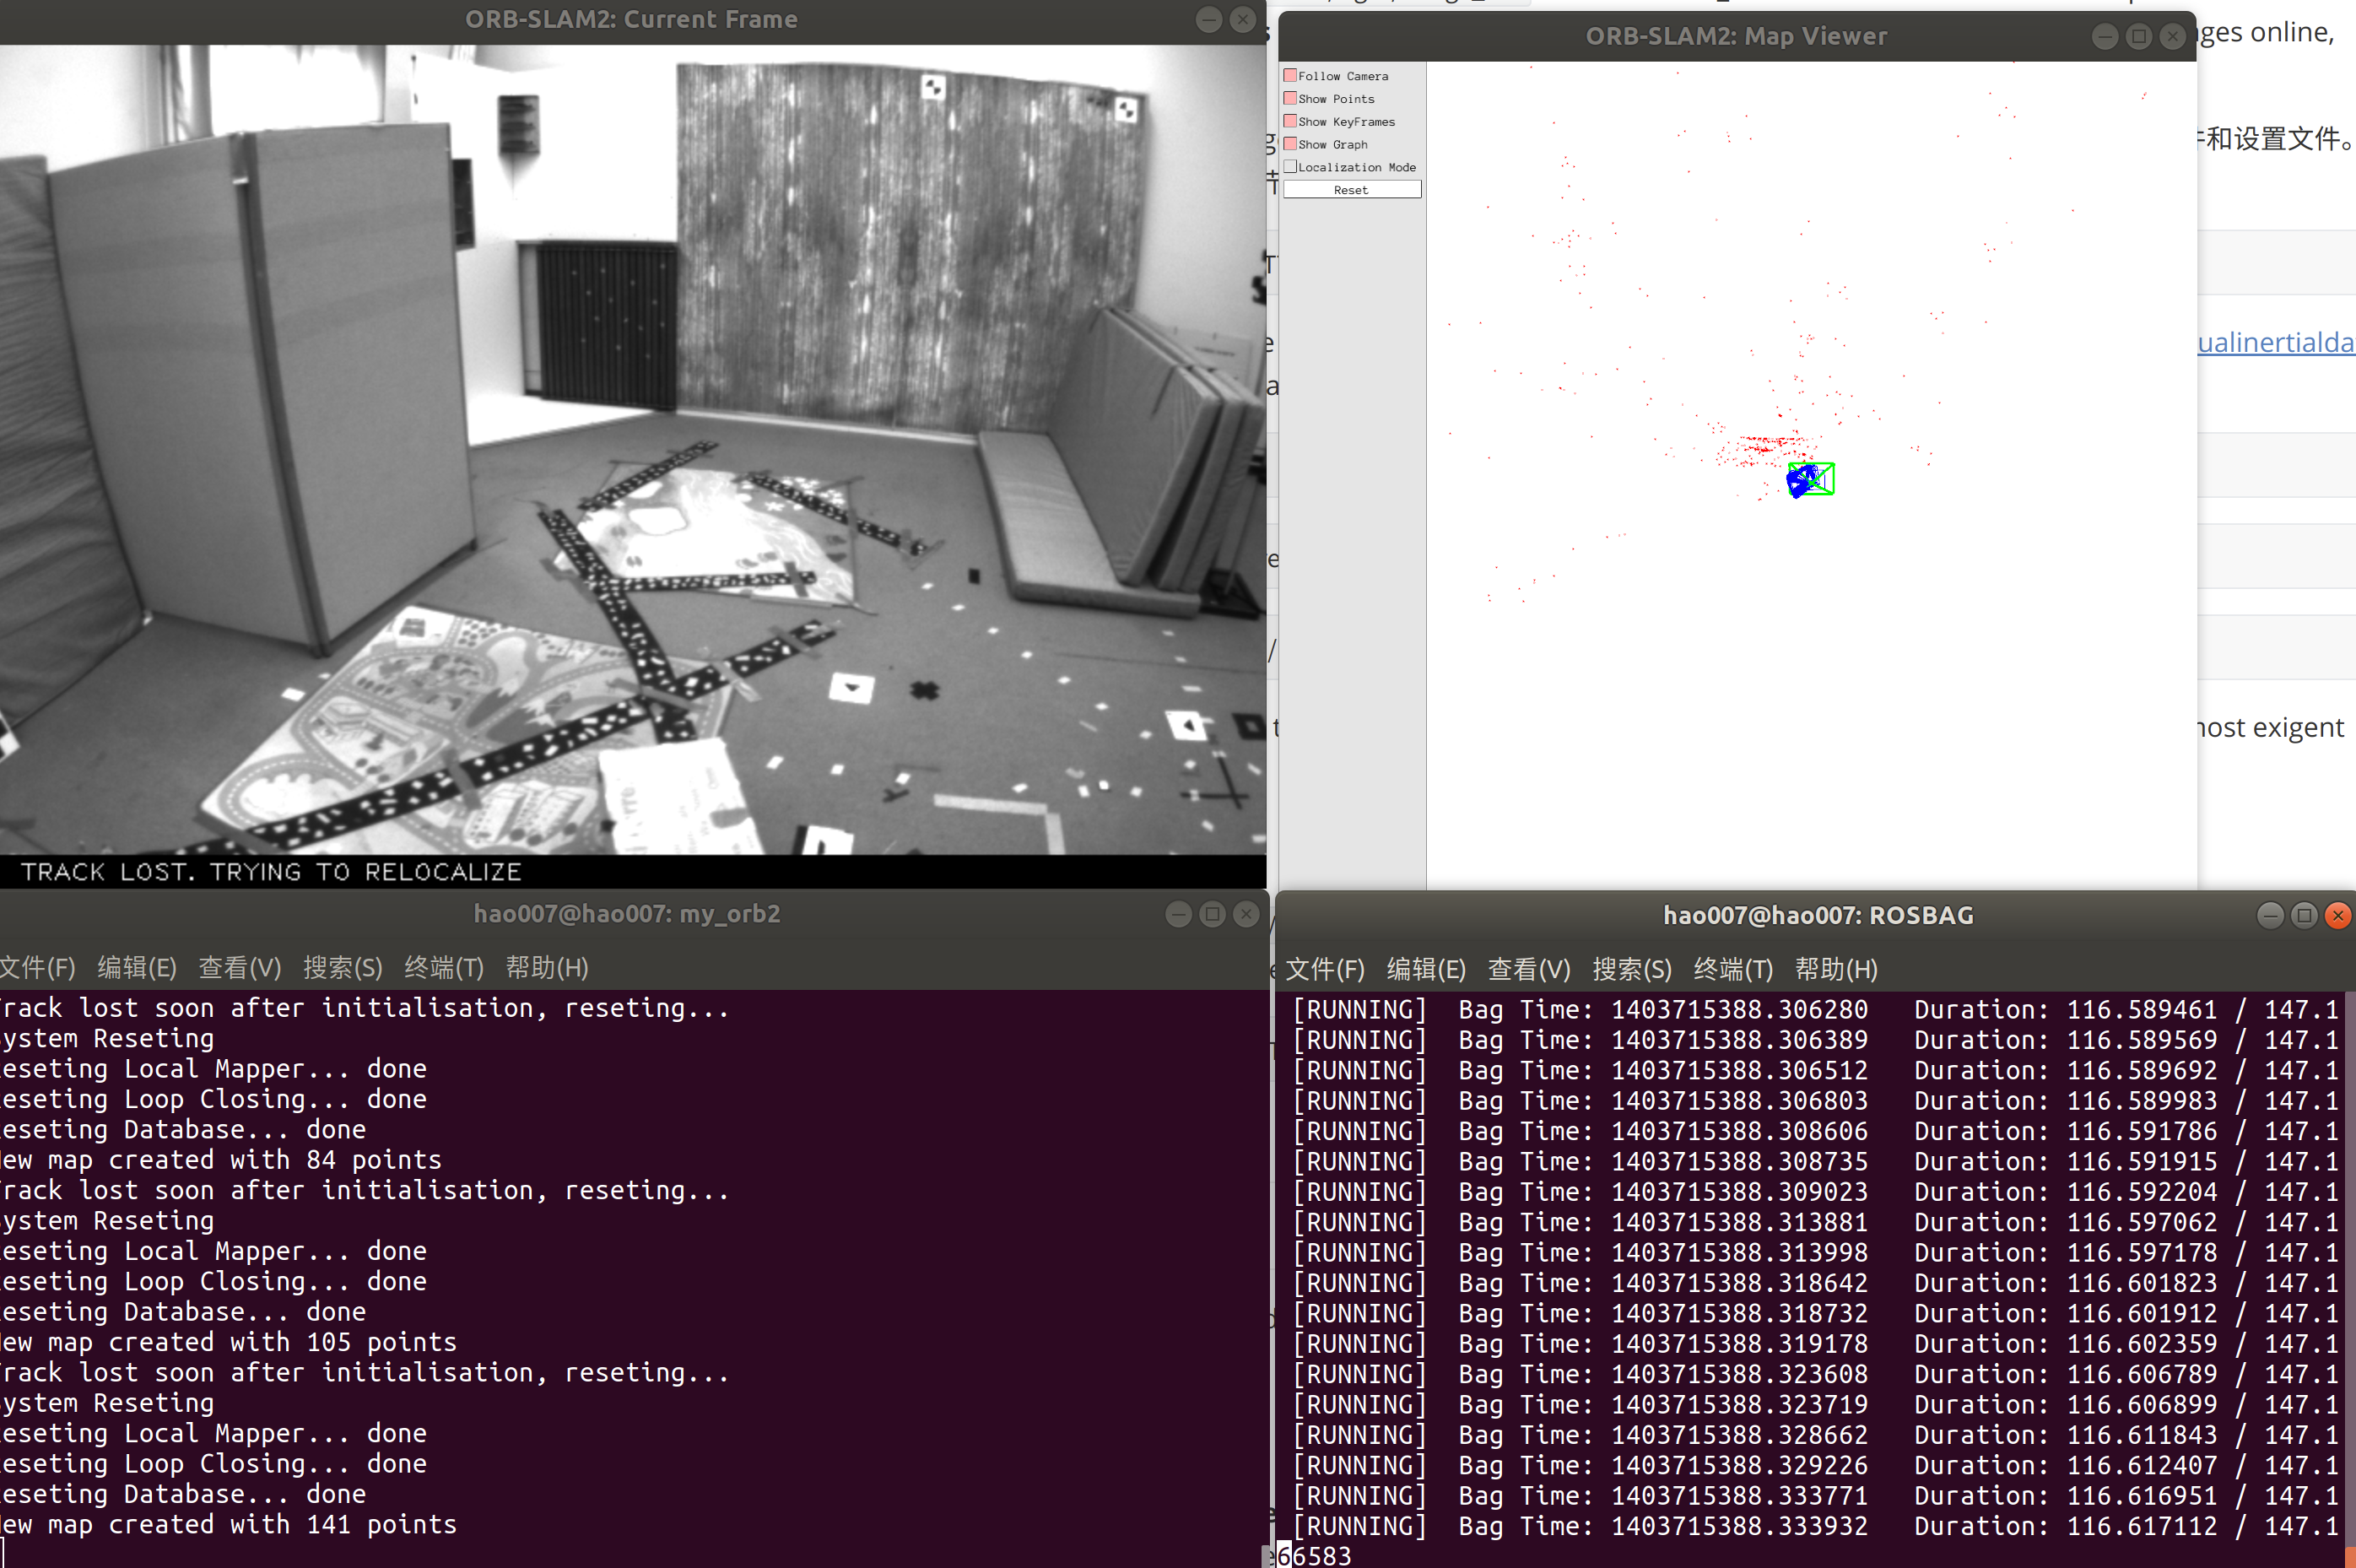 ORB-SLAM2: Current Frame
TRACK LOST. TRYING TO RELOCALIZE
ORB-SLAM2: Map Viewer
Follow Camera
Show Points
Show KeyFrames
Show Graph
Localization Mode
Reset
ges online,
和设置文件。
ualinertialda
most exigent
hao007@hao007: my_orb2
文件(F) 编辑(E) 查看(V) 搜索(S) 终端(T) 帮助(H)
rack lost soon after initialisation, reseting...
ystem Reseting
eseting Local Mapper... done
eseting Loop Closing... done
eseting Database... done
ew map created with 84 points
rack lost soon after initialisation, reseting...
ystem Reseting
eseting Local Mapper... done
eseting Loop Closing... done
eseting Database... done
ew map created with 105 points
rack lost soon after initialisation, reseting...
ystem Reseting
eseting Local Mapper... done
eseting Loop Closing... done
eseting Database... done
ew map created with 141 points
hao007@hao007: ROSBAG
文件(F) 编辑(E) 查看(V) 搜索(S) 终端(T) 帮助(H)
[RUNNING] Bag Time: 1403715388.306280 Duration: 116.589461 / 147.1
[RUNNING] Bag Time: 1403715388.306389 Duration: 116.589569 / 147.1
[RUNNING] Bag Time: 1403715388.306512 Duration: 116.589692 / 147.1
[RUNNING] Bag Time: 1403715388.306803 Duration: 116.589983 / 147.1
[RUNNING] Bag Time: 1403715388.308606 Duration: 116.591786 / 147.1
[RUNNING] Bag Time: 1403715388.308735 Duration: 116.591915 / 147.1
[RUNNING] Bag Time: 1403715388.309023 Duration: 116.592204 / 147.1
[RUNNING] Bag Time: 1403715388.313881 Duration: 116.597062 / 147.1
[RUNNING] Bag Time: 1403715388.313998 Duration: 116.597178 / 147.1
[RUNNING] Bag Time: 1403715388.318642 Duration: 116.601823 / 147.1
[RUNNING] Bag Time: 1403715388.318732 Duration: 116.601912 / 147.1
[RUNNING] Bag Time: 1403715388.319178 Duration: 116.602359 / 147.1
[RUNNING] Bag Time: 1403715388.323608 Duration: 116.606789 / 147.1
[RUNNING] Bag Time: 1403715388.323719 Duration: 116.606899 / 147.1
[RUNNING] Bag Time: 1403715388.328662 Duration: 116.611843 / 147.1
[RUNNING] Bag Time: 1403715388.329226 Duration: 116.612407 / 147.1
[RUNNING] Bag Time: 1403715388.333771 Duration: 116.616951 / 147.1
[RUNNING] Bag Time: 1403715388.333932 Duration: 116.617112 / 147.1
66583